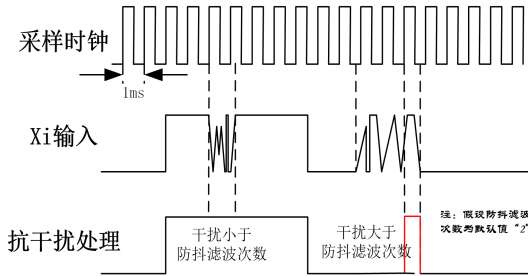 采样时钟
1ms
Xi输入
抗干扰处理
干扰小于
防抖滤波次数
干扰大于
防抖滤波次数
注：假设防抖滤波
次数为默认值“2”